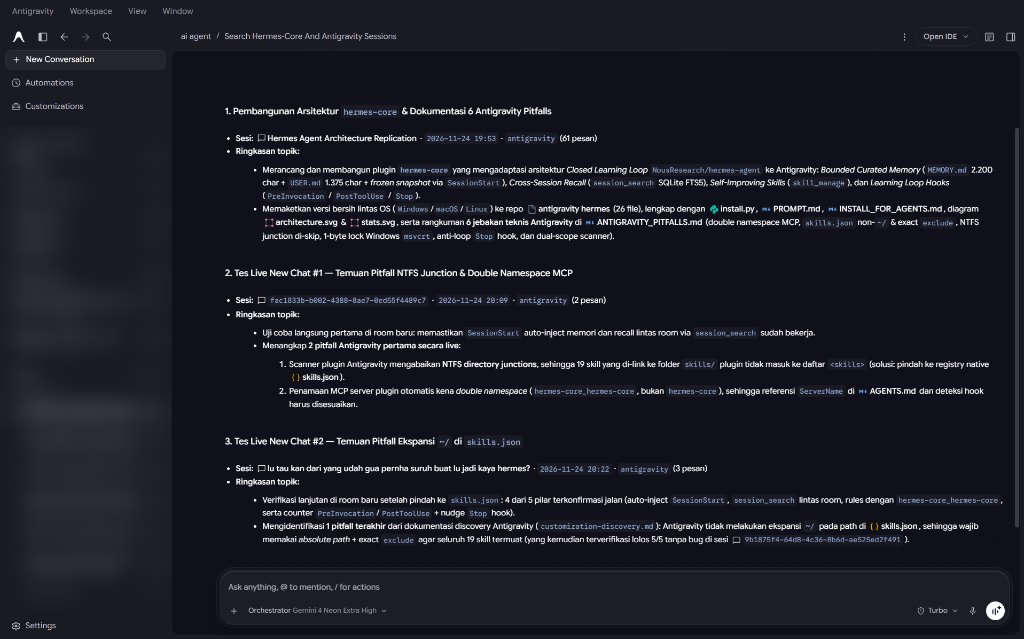 Antigravity Workspace View Window
ai agent / Search Hermes-Core And Antigravity Sessions
Open IDE
+ New Conversation
Automations
Customizations
1. Pembangunan Arsitektur hermes-core & Dokumentasi 6 Antigravity Pitfalls
• Sesi: Hermes Agent Architecture Replication · 2026-11-24 19:53 · antigravity (61 pesan)
• Ringkasan topik:
• Merancang dan membangun plugin hermes-core yang mengadaptasi arsitektur Closed Learning Loop NousResearch/hermes-agent ke Antigravity: Bounded Curated Memory ( MEMORY.md 2.200
char + USER.md 1.375 char + frozen snapshot via SessionStart ), Cross-Session Recall ( session_search SQLite FTS5), Self-Improving Skills ( skill_manage ), dan Learning Loop Hooks
( PreInvocation / PostToolUse / Stop ).
• Memaketkan versi bersih lintas OS ( Windows / macOS / Linux ) ke repo antigravity hermes (26 file), lengkap dengan install.py , PROMPT.md , INSTALL_FOR_AGENTS.md , diagram
architecture.svg & stats.svg , serta rangkuman 6 jebakan teknis Antigravity di ANTIGRAVITY_PITFALLS.md (double namespace MCP, skills.json non- ~/ & exact exclude , NTFS
junction di-skip, 1-byte lock Windows msvcrt , anti-loop Stop hook, dan dual-scope scanner).
2. Tes Live New Chat #1 — Temuan Pitfall NTFS Junction & Double Namespace MCP
• Sesi: fac1833b-b002-4388-8ae7-0ed55f4489c7 · 2026-11-24 20:09 · antigravity (2 pesan)
• Ringkasan topik:
• Uji coba langsung pertama di room baru: memastikan SessionStart auto-inject memori dan recall lintas room via session_search sudah bekerja.
• Menangkap 2 pitfall Antigravity pertama secara live:
1. Scanner plugin Antigravity mengabaikan NTFS directory junctions, sehingga 19 skill yang di-link ke folder skills/ plugin tidak masuk ke daftar <skills> (solusi: pindah ke registry native
{ } skills.json ).
2. Penamaan MCP server plugin otomatis kena double namespace ( hermes-core_hermes-core , bukan hermes-core ), sehingga referensi ServerName di AGENTS.md dan deteksi hook
harus disesuaikan.
3. Tes Live New Chat #2 — Temuan Pitfall Ekspansi ~/ di skills.json
• Sesi: lu tau kan dari yang udah gua pernha suruh buat lu jadi kaya hermes? · 2026-11-24 20:22 · antigravity (3 pesan)
• Ringkasan topik:
• Verifikasi lanjutan di room baru setelah pindah ke skills.json : 4 dari 5 pilar terkonfirmasi jalan (auto-inject SessionStart , session_search lintas room, rules dengan hermes-core_hermes-core ,
serta counter PreInvocation / PostToolUse + nudge Stop hook).
• Mengidentifikasi 1 pitfall terakhir dari dokumentasi discovery Antigravity ( customization-discovery.md ): Antigravity tidak melakukan ekspansi ~/ pada path di { } skills.json , sehingga wajib
memakai absolute path + exact exclude agar seluruh 19 skill termuat (yang kemudian terverifikasi lolos 5/5 tanpa bug di sesi 9b1875f4-64d8-4c36-8b6d-ae525ed2f491 ).
Ask anything, @ to mention, / for actions
+ Orchestrator Gemini 4 Neon Extra High
Turbo
Settings